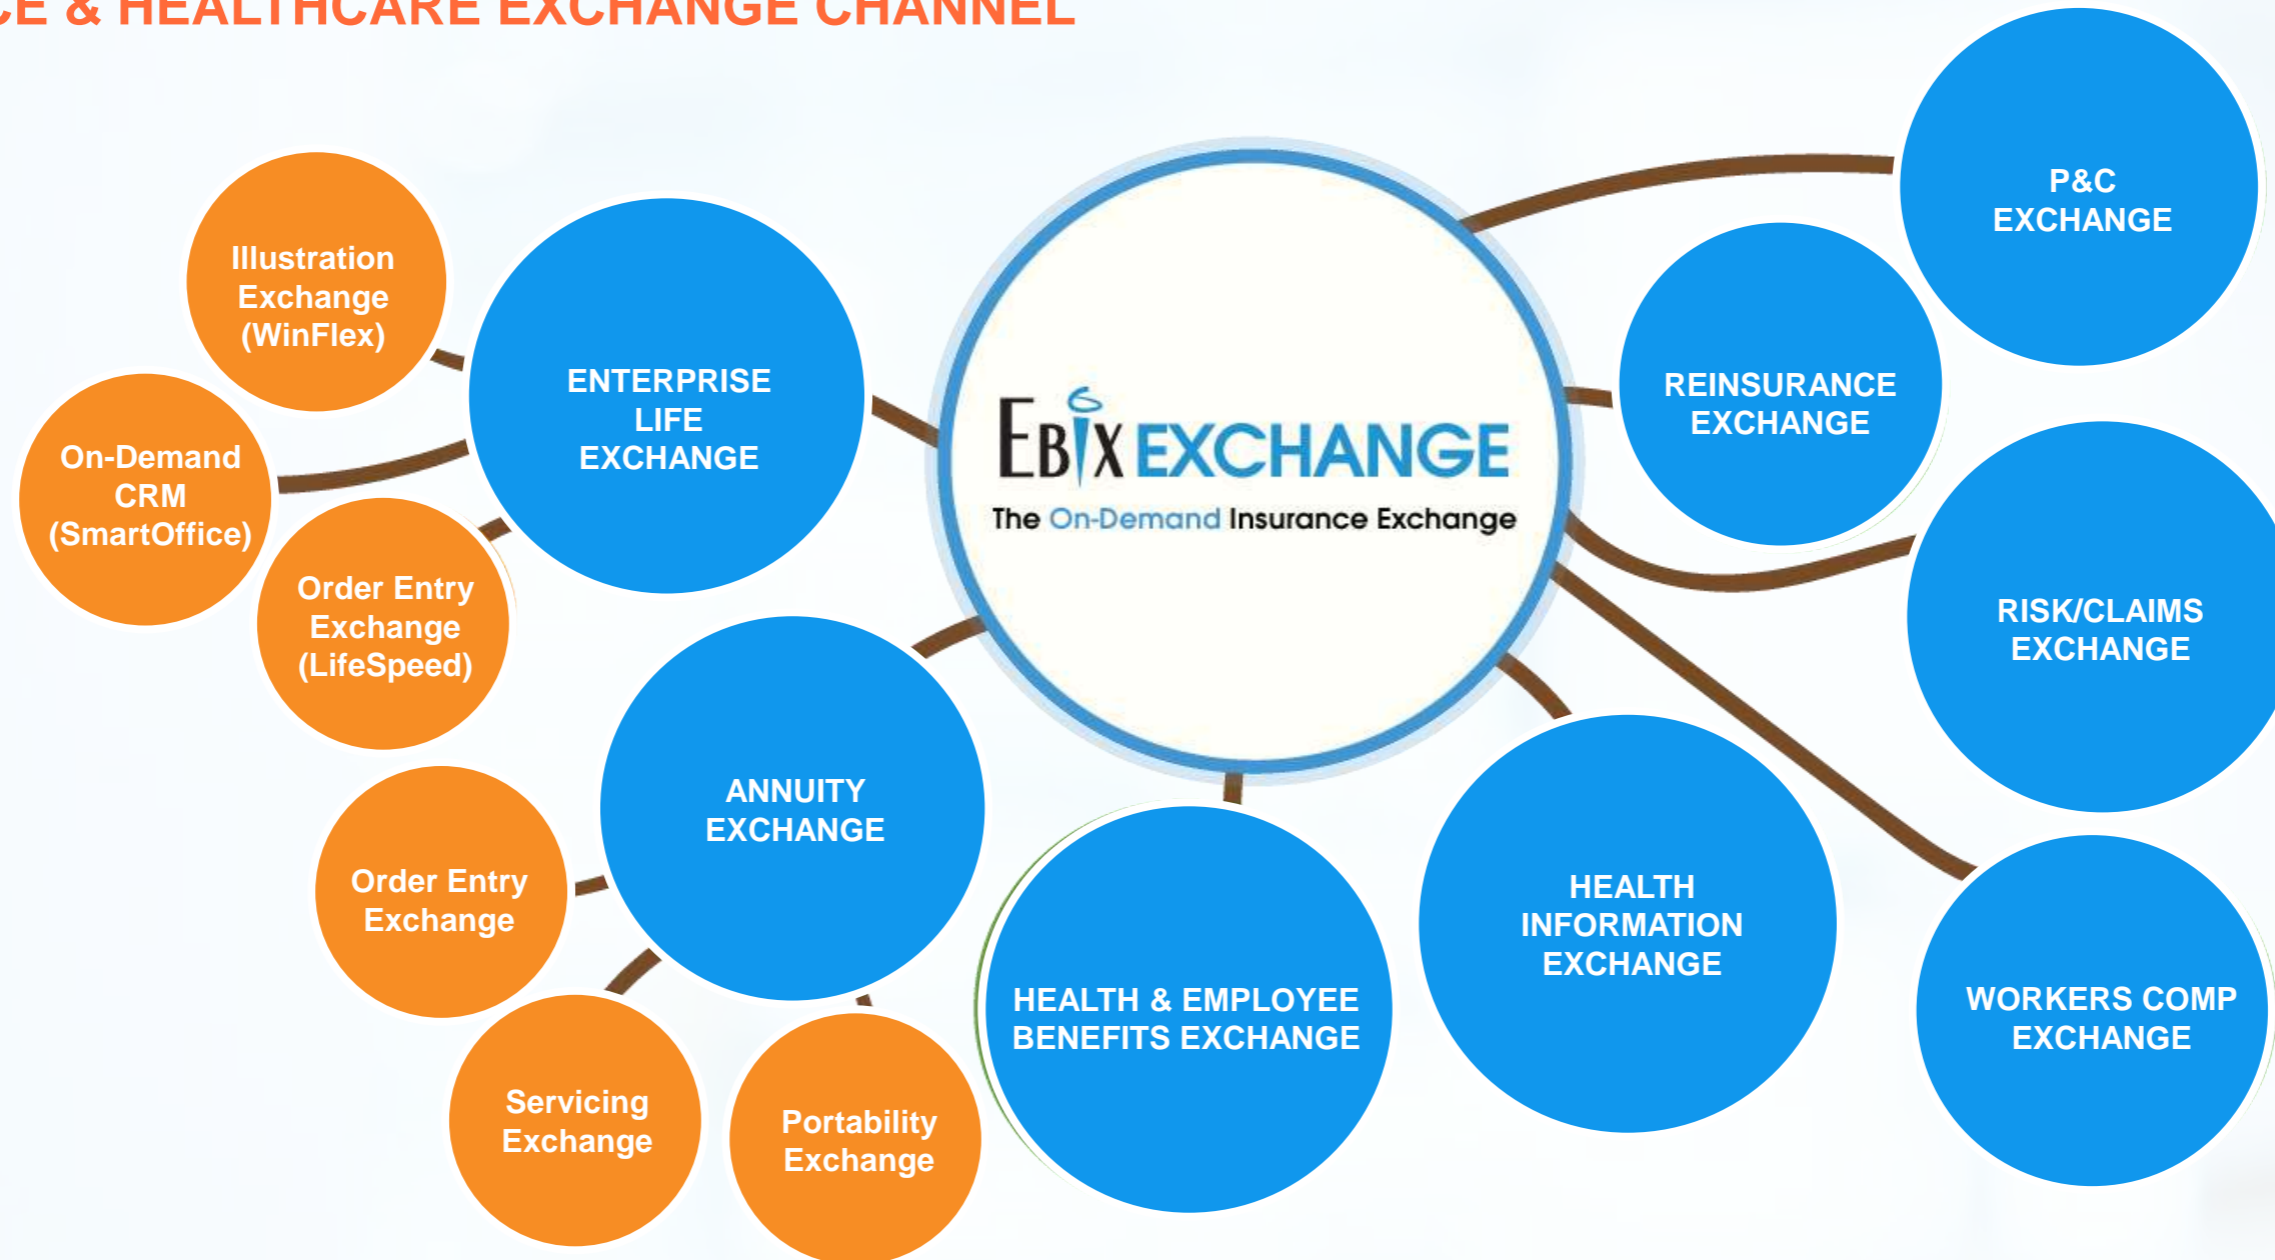 & HEALTHCARE EXCHANGE CHANNEL
Illustration
Exchange
(WinFlex)
On-Demand
CRM
(SmartOffice)
Order Entry
Exchange
(LifeSpeed)
ENTERPRISE
LIFE
EXCHANGE
ANNUITY
EXCHANGE
Order Entry
Exchange
Servicing
Exchange
Portability
Exchange
EBIX EXCHANGE
The On-Demand Insurance Exchange
HEALTH & EMPLOYEE
BENEFITS EXCHANGE
HEALTH
INFORMATION
EXCHANGE
P&C
EXCHANGE
REINSURANCE
EXCHANGE
RISK/CLAIMS
EXCHANGE
WORKERS COMP
EXCHANGE